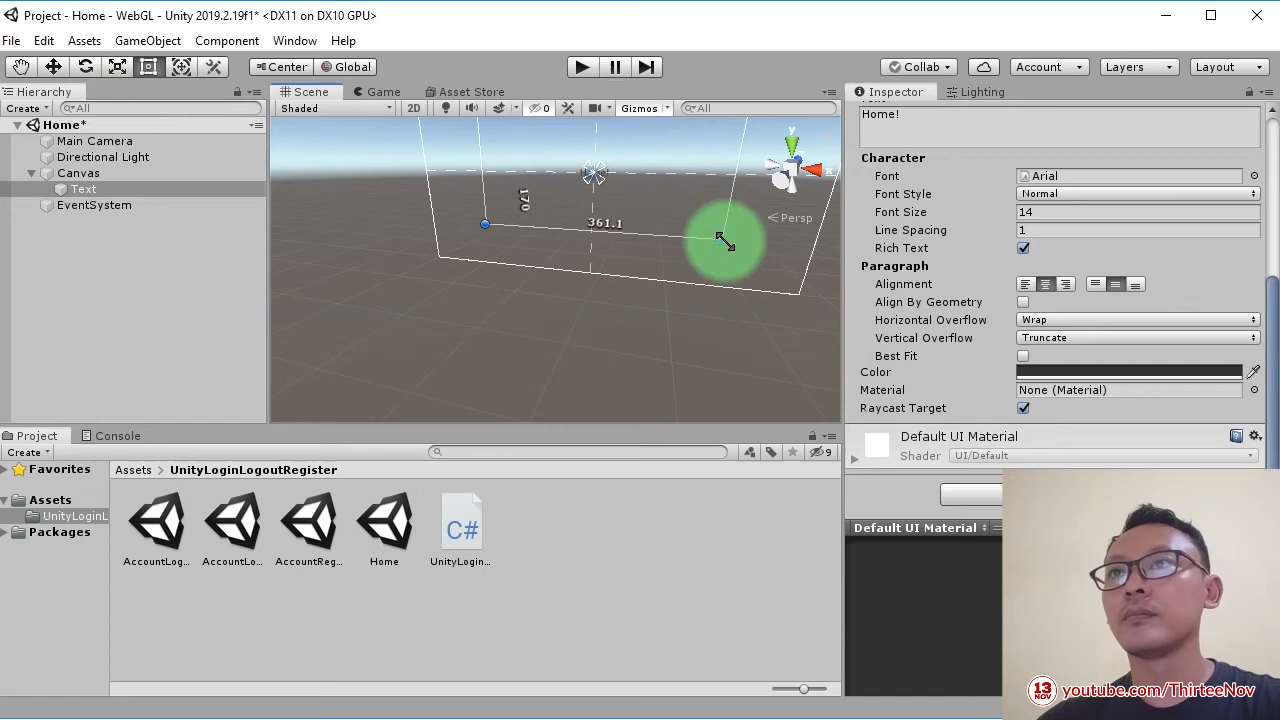 Project - Home - WebGL - Unity 2019.2.19f1* <DX11 on DX10 GPU>
File Edit Assets GameObject Component Window Help
Center Global Collab Account Layers Layout
Hierarchy Scene Game Asset Store Inspector Lighting
Create All Shaded 2D 0 Gizmos All Home!
Home*
Main Camera
Directional Light
Canvas
Text
EventSystem
y
x
Persp
170
361.1
Character
Font Arial
Font Style Normal
Font Size 14
Line Spacing 1
Rich Text
Paragraph
Alignment
Align By Geometry
Horizontal Overflow Wrap
Vertical Overflow Truncate
Best Fit
Color
Material None (Material)
Raycast Target
Default UI Material
Shader UI/Default
Default UI Material
Project Console
Create 9
Favorites
Assets
UnityLoginL
Packages
Assets > UnityLoginLogoutRegister
AccountLog... AccountLo... AccountReg... Home UnityLogin...
C#
13 NOV youtube.com/ThirteeNov